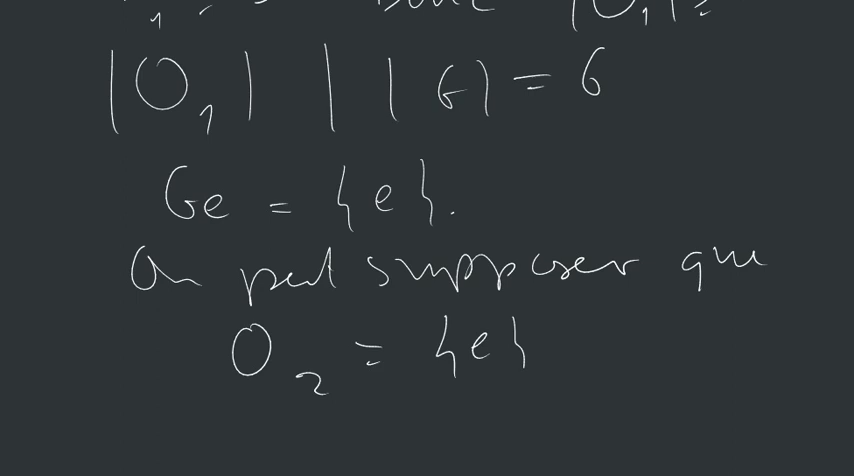 |O₁| | |G| = 6
Ge = {e}.
On peut supposer que
O₂ = {e}